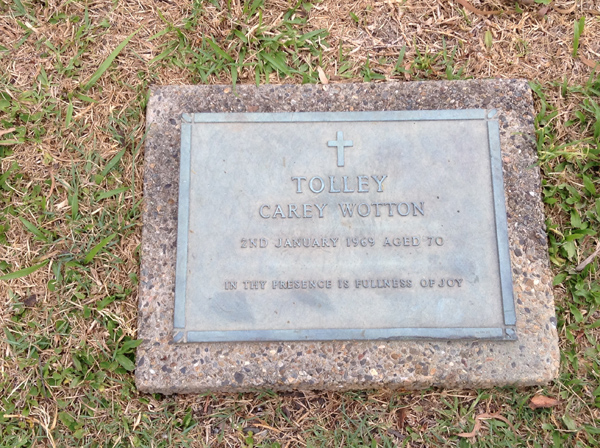 TOLLEY
CAREY WOTTON
2ND JANUARY 1969 AGED 70
IN THY PRESENCE IS FULLNESS OF JOY